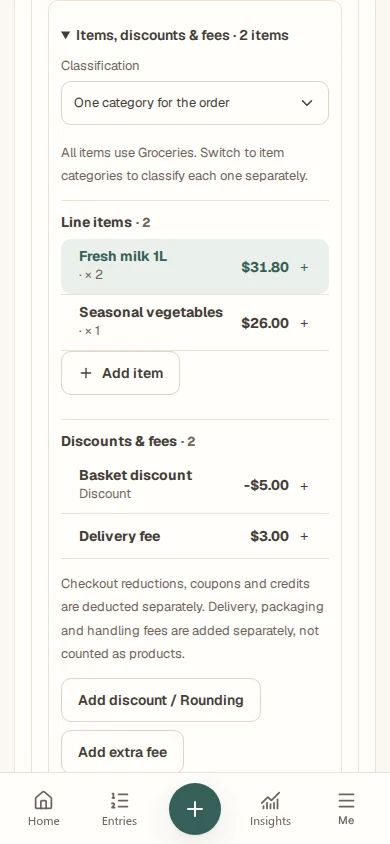 ▼ Items, discounts & fees · 2 items
Classification
One category for the order
All items use Groceries. Switch to item
categories to classify each one separately.
Line items · 2
Fresh milk 1L
· × 2
$31.80 +
Seasonal vegetables
· × 1
$26.00 +
+ Add item
Discounts & fees · 2
Basket discount
Discount
-$5.00 +
Delivery fee $3.00 +
Checkout reductions, coupons and credits
are deducted separately. Delivery, packaging
and handling fees are added separately, not
counted as products.
Add discount / Rounding
Add extra fee
Home Entries + Insights Me